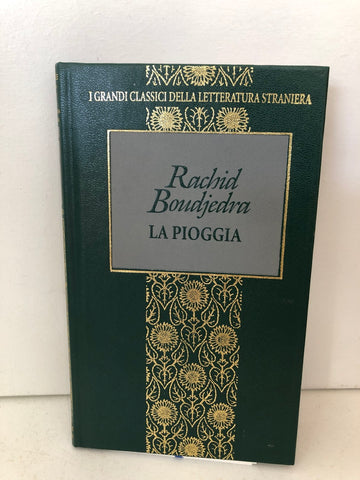 I GRANDI CLASSICI DELLA LETTERATURA STRANIERA
Rachid
Boudjedra
LA PIOGGIA